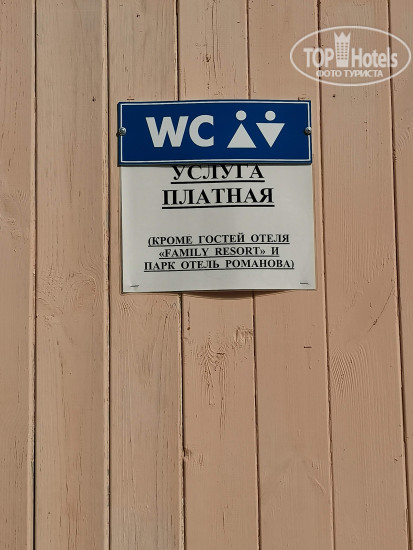 TOP Hotels
ФОТО ТУРИСТА
WC
УСЛУГА
ПЛАТНАЯ
(КРОМЕ ГОСТЕЙ ОТЕЛЯ
«FAMILY RESORT» И
ПАРК ОТЕЛЬ РОМАНОВА)